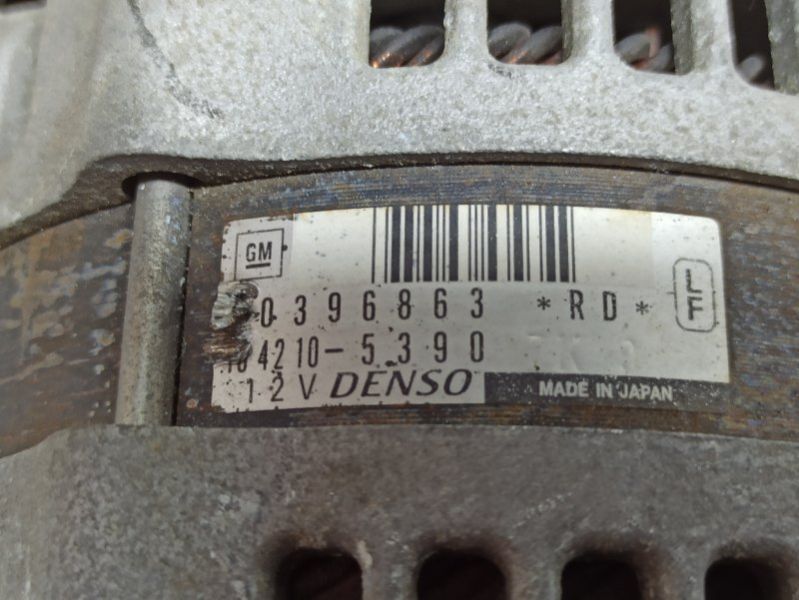 GM
0396863 *RD*
LF
4210-5390
12V DENSO MADE IN JAPAN